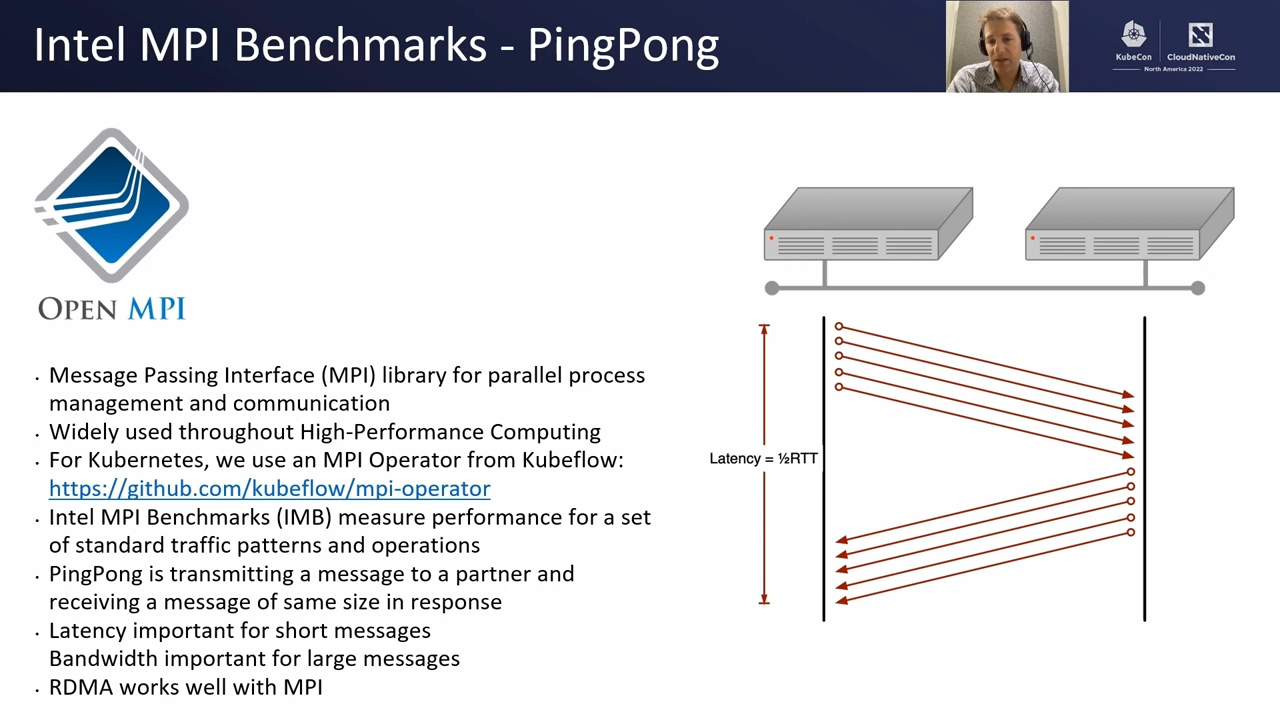 Intel MPI Benchmarks - PingPong
KubeCon
CloudNativeCon
North America 2022
OPEN MPI
· Message Passing Interface (MPI) library for parallel process
management and communication
· Widely used throughout High-Performance Computing
· For Kubernetes, we use an MPI Operator from Kubeflow:
https://github.com/kubeflow/mpi-operator
· Intel MPI Benchmarks (IMB) measure performance for a set
of standard traffic patterns and operations
· PingPong is transmitting a message to a partner and
receiving a message of same size in response
· Latency important for short messages
Bandwidth important for large messages
· RDMA works well with MPI
Latency = ½RTT